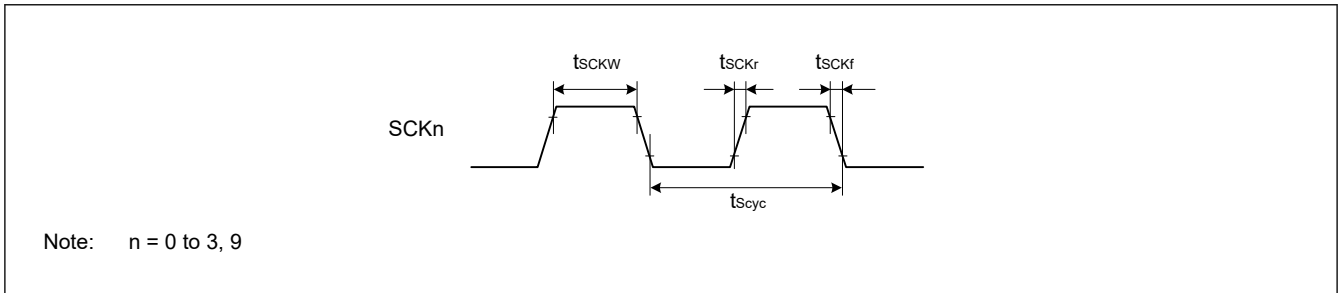 tSCKW tSCKr tSCKf
SCKn
tScyc
Note: n = 0 to 3, 9